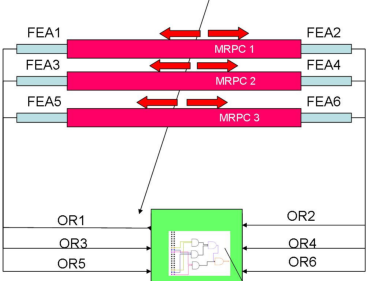 FEA1 FEA2
MRPC 1
FEA3 FEA4
MRPC 2
FEA5 FEA6
MRPC 3
OR1 OR2
OR3 OR4
OR5 OR6